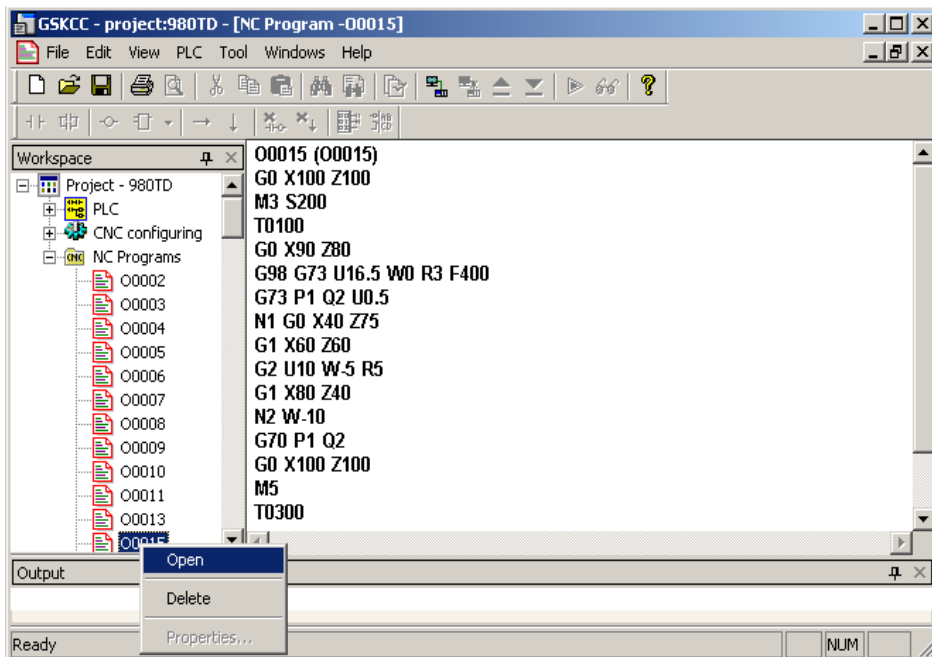 GSKCC - project:980TD - [NC Program -O0015]
File Edit View PLC Tool Windows Help
Workspace
Project - 980TD
PLC
CNC configuring
NC Programs
O0002
O0003
O0004
O0005
O0006
O0007
O0008
O0009
O0010
O0011
O0013
O0015
O0015 (O0015)
G0 X100 Z100
M3 S200
T0100
G0 X90 Z80
G98 G73 U16.5 W0 R3 F400
G73 P1 Q2 U0.5
N1 G0 X40 Z75
G1 X60 Z60
G2 U10 W-5 R5
G1 X80 Z40
N2 W-10
G70 P1 Q2
G0 X100 Z100
M5
T0300
Open
Delete
Properties...
Output
Ready
NUM